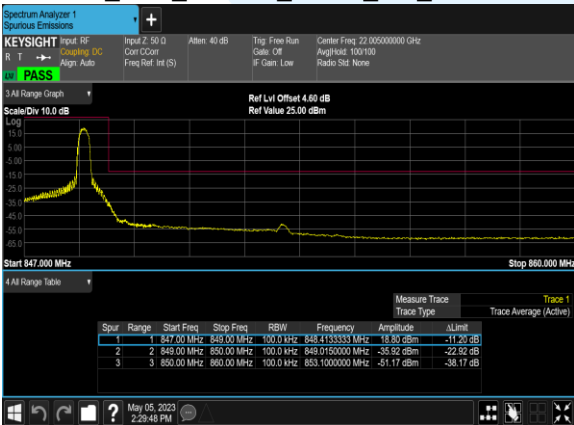 Spectrum Analyzer 1
Spurious Emissions
+
KEYSIGHT Input: RF Input Z: 50 Ω Atten: 40 dB Trig: Free Run Center Freq: 22.005000000 GHz
R T Coupling: DC Corr CCorr Gate: Off Avg|Hold: 100/100
Align: Auto Freq Ref: Int (S) IF Gain: Low Radio Std: None
PASS
3 All Range Graph
Ref Lvl Offset 4.60 dB
Scale/Div 10.0 dB Ref Value 25.00 dBm
Log
15.0
5.00
-5.00
-15.0
-25.0
-35.0
-45.0
-55.0
-65.0
Start 847.000 MHz Stop 860.000 MHz
4 All Range Table
Measure Trace Trace 1
Trace Type Trace Average (Active)
Spur Range Start Freq Stop Freq RBW Frequency Amplitude ΔLimit
1 1 847.00 MHz 849.00 MHz 100.0 kHz 848.4133333 MHz 18.80 dBm -11.20 dB
2 2 849.00 MHz 850.00 MHz 100.0 kHz 849.0150000 MHz -35.92 dBm -22.92 dB
3 3 850.00 MHz 860.00 MHz 100.0 kHz 853.1000000 MHz -51.17 dBm -38.17 dB
? May 05, 2023
2:29:48 PM